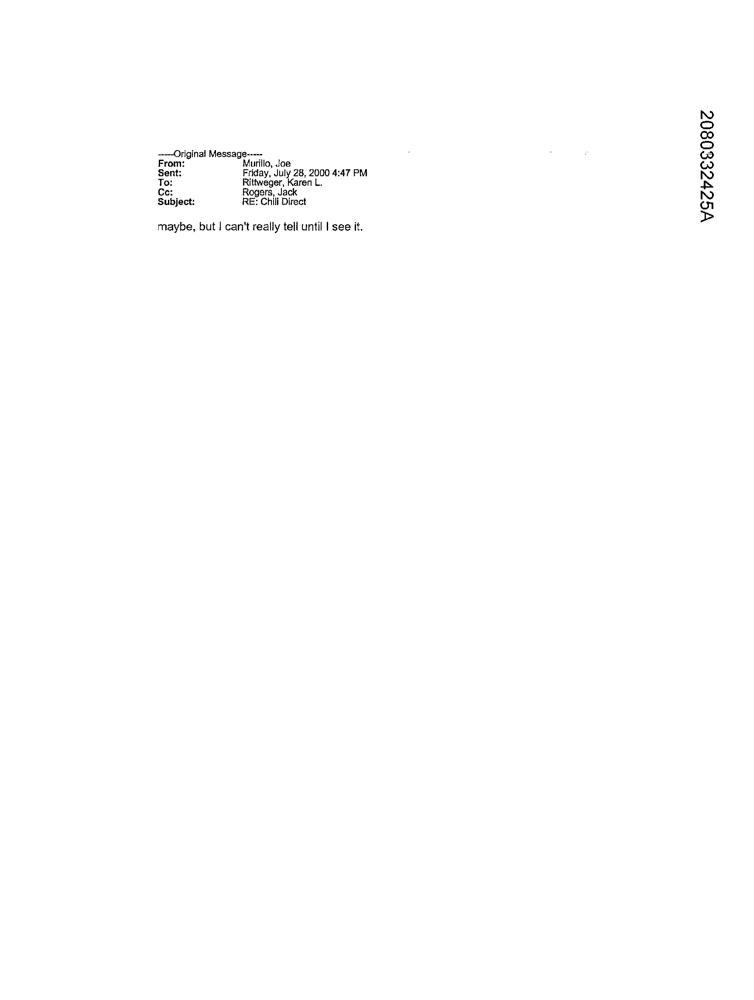 -----Original Message-----
From: Murillo, Joe
Sent: Friday, July 28, 2000 4:47 PM
To: Rittweger, Karen L.
Cc: Rogers, Jack
Subject: RE: Chili Direct
maybe, but I can't really tell until I see it.
2080332425A